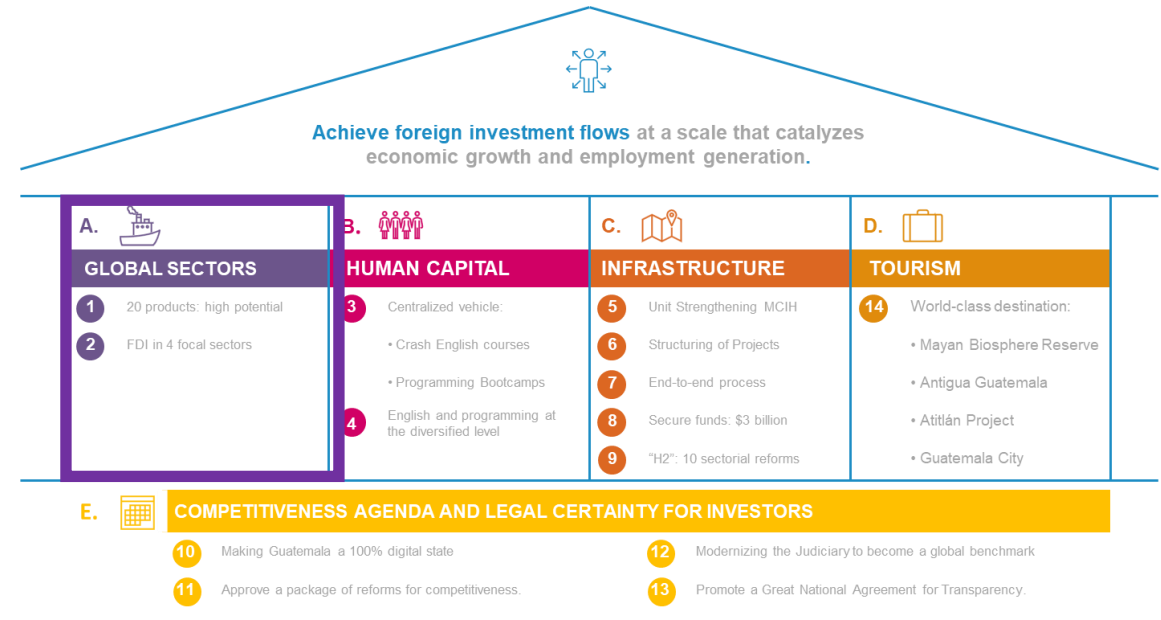 Achieve foreign investment flows at a scale that catalyzes
economic growth and employment generation.
A.
GLOBAL SECTORS
1 20 products: high potential
2 FDI in 4 focal sectors
B.
HUMAN CAPITAL
3 Centralized vehicle:
• Crash English courses
• Programming Bootcamps
4 English and programming at
the diversified level
C.
INFRASTRUCTURE
5 Unit Strengthening MCIH
6 Structuring of Projects
7 End-to-end process
8 Secure funds: $3 billion
9 “H2”: 10 sectorial reforms
D.
TOURISM
14 World-class destination:
• Mayan Biosphere Reserve
• Antigua Guatemala
• Atitlán Project
• Guatemala City
E.
COMPETITIVENESS AGENDA AND LEGAL CERTAINTY FOR INVESTORS
10 Making Guatemala a 100% digital state
11 Approve a package of reforms for competitiveness.
12 Modernizing the Judiciary to become a global benchmark
13 Promote a Great National Agreement for Transparency.